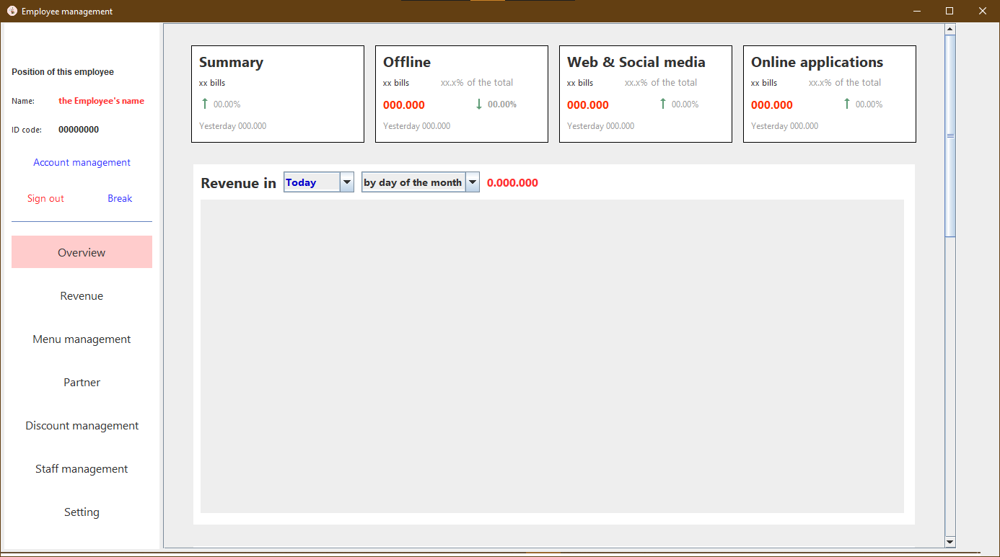 Employee management
Position of this employee
Name: the Employee's name
ID code: 00000000
Account management
Sign out Break
Overview
Revenue
Menu management
Partner
Discount management
Staff management
Setting
Summary
xx bills
00.00%
Yesterday 000.000
Offline
xx bills xx.x% of the total
000.000 00.00%
Yesterday 000.000
Web & Social media
xx bills xx.x% of the total
000.000 00.00%
Yesterday 000.000
Online applications
xx bills xx.x% of the total
000.000 00.00%
Yesterday 000.000
Revenue in Today by day of the month 0.000.000